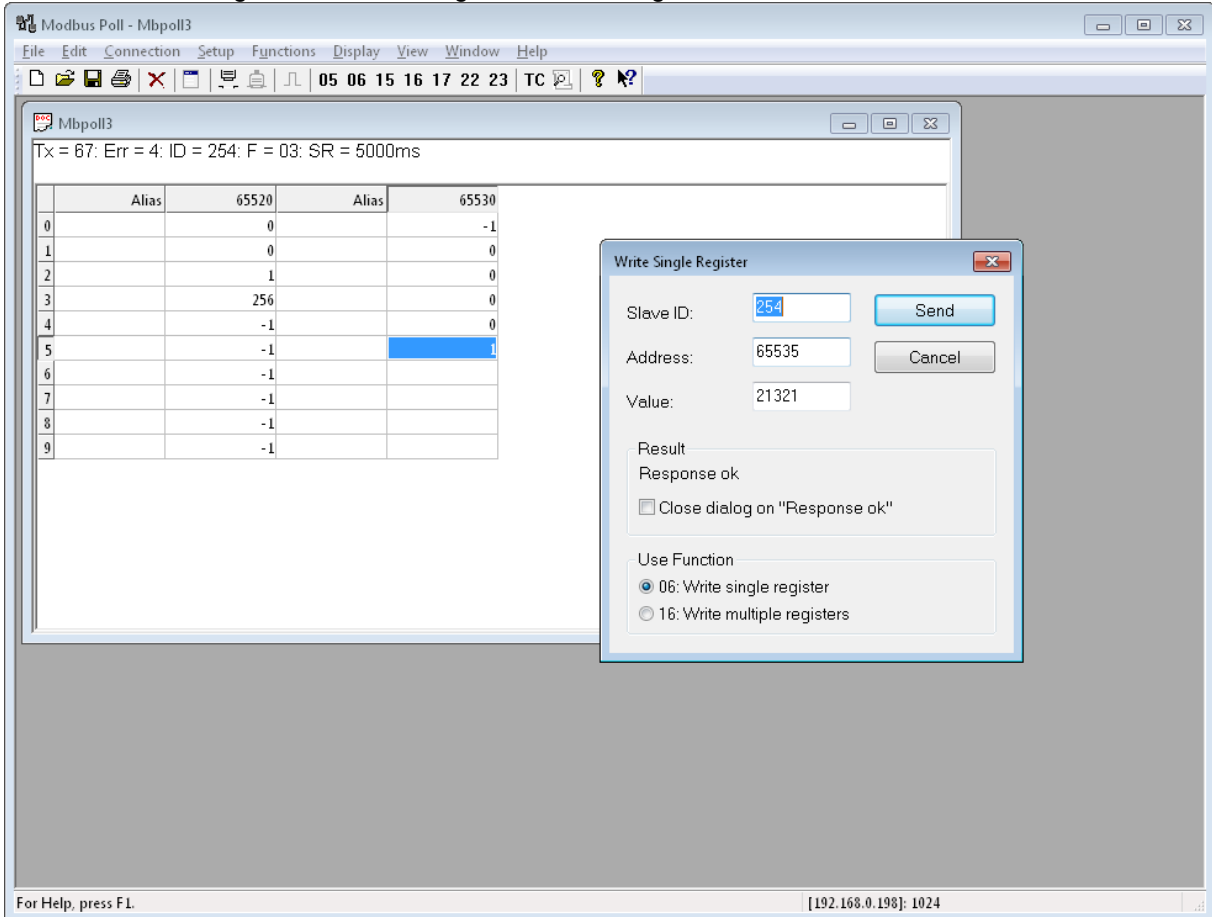 Modbus Poll - Mbpoll3
File Edit Connection Setup Functions Display View Window Help
05 06 15 16 17 22 23 TC
Mbpoll3
Tx = 67: Err = 4: ID = 254: F = 03: SR = 5000ms
Alias 65520 Alias 65530
0 0 -1
1 0 0
2 1 0
3 256 0
4 -1 0
5 -1 1
6 -1
7 -1
8 -1
9 -1
Write Single Register
Slave ID: 254 Send
Address: 65535 Cancel
Value: 21321
Result
Response ok
Close dialog on "Response ok"
Use Function
06: Write single register
16: Write multiple registers
For Help, press F1. [192.168.0.198]: 1024